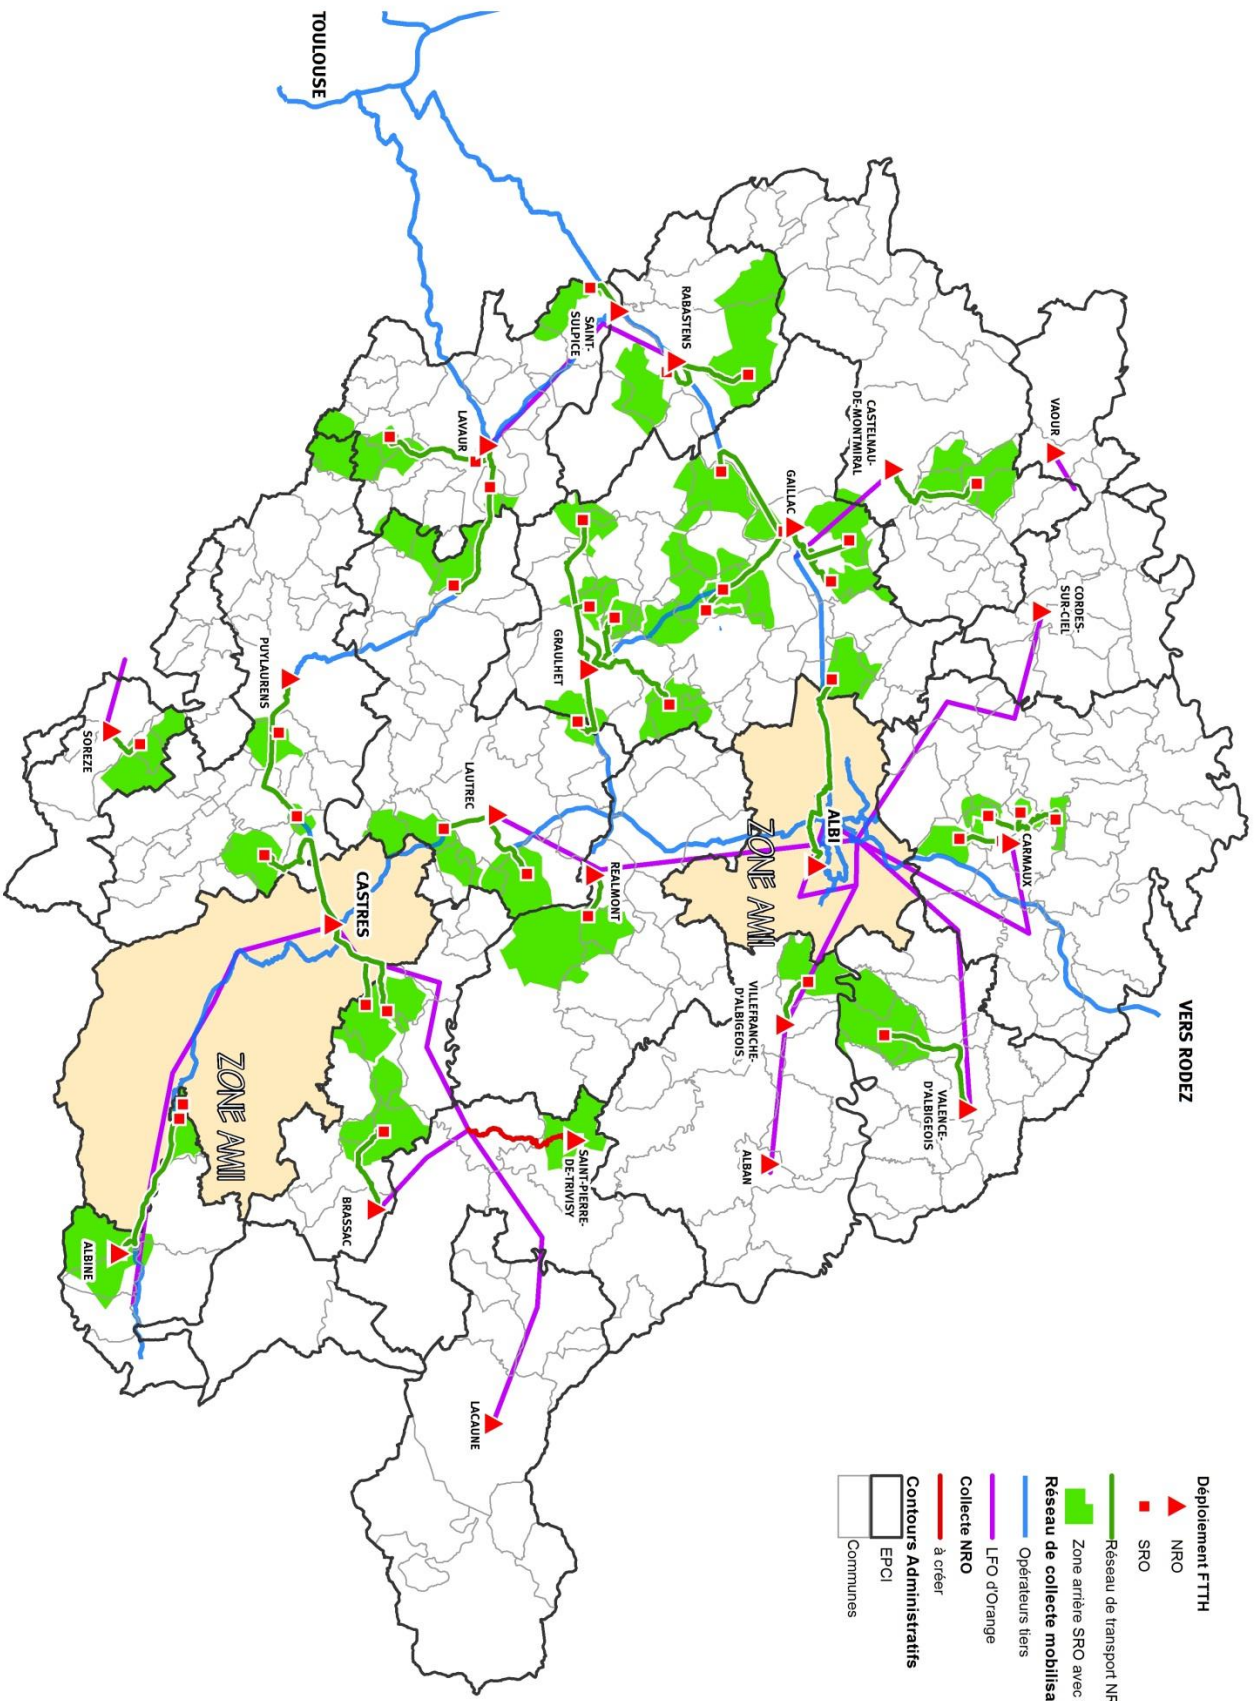 VERS RODEZ
VAOUR
CORDES-
SUR-CIEL
CARMAUX
VALENCE-
D'ALBIGEOIS
CASTELNAU-
DE-MONTMIRAL
GAILLAC
ALBI
ZONE AMII
VILLEFRANCHE-
D'ALBIGEOIS
ALBAN
RABASTENS
SAINT-
SULPICE
GRAULHET
REALMONT
SAINT-PIERRE-
DE-TRIVISY
LAVAUR
LAUTREC
LACAUNE
TOULOUSE
PUYLAURENS
CASTRES
BRASSAC
ZONE AMII
SOREZE
ALBINE
Déploiement FTTH
NRO
SRO
Réseau de transport NR
Zone arrière SRO avec
Réseau de collecte mobilisa
Opérateurs tiers
LFO d'Orange
Collecte NRO
à créer
Contours Administratifs
EPCI
Communes